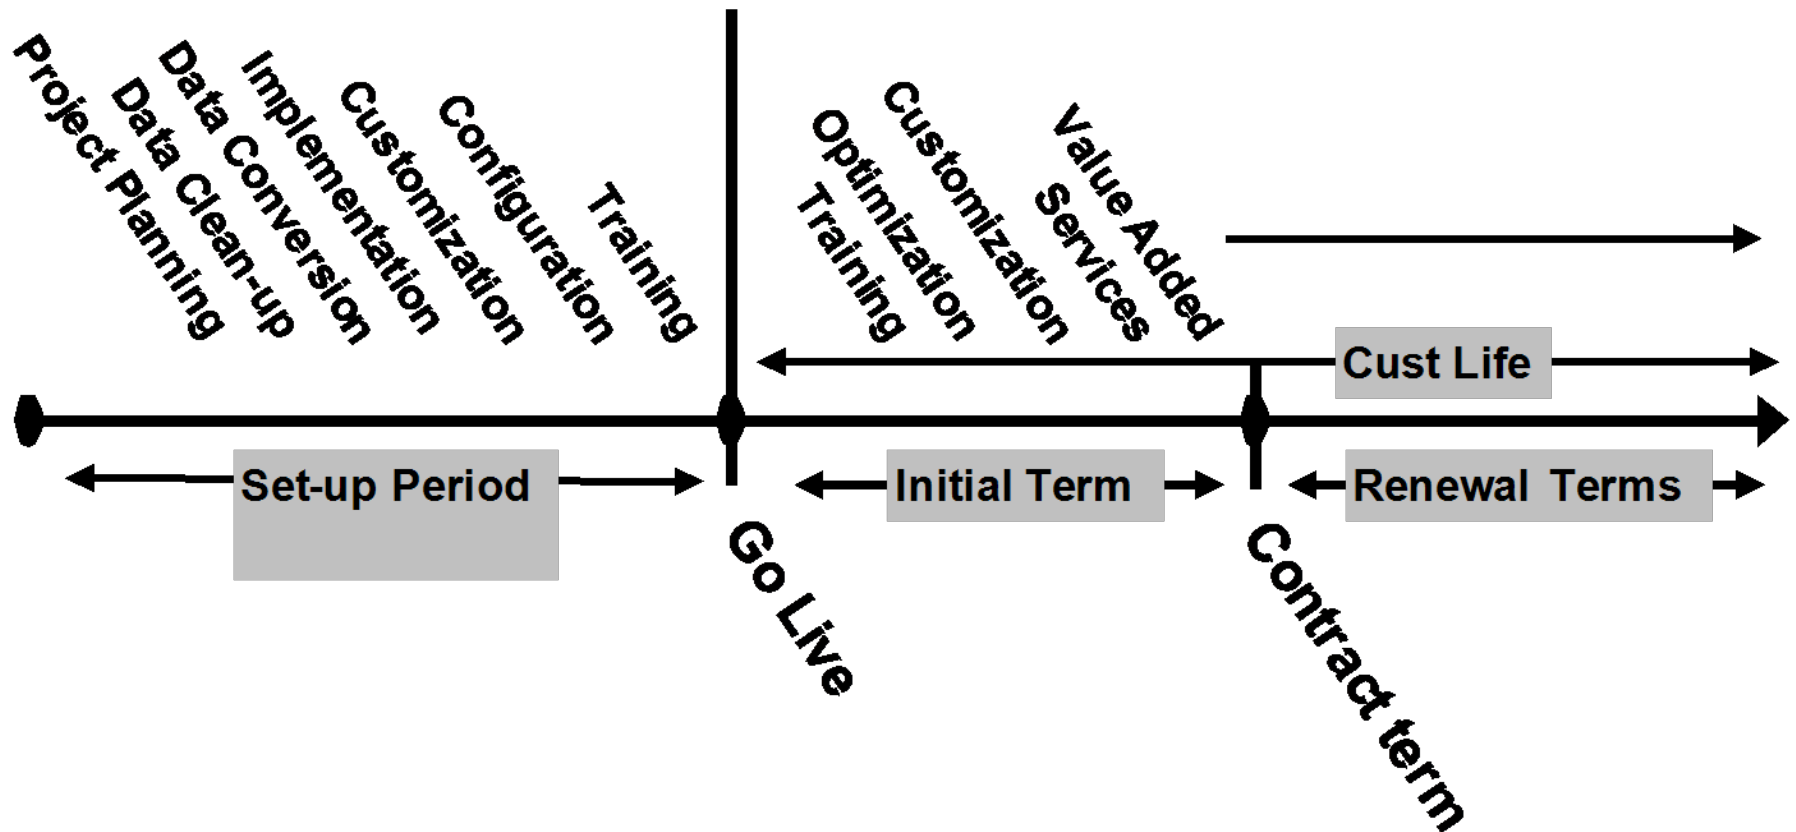 Project Planning
Data Clean-up
Data Conversion
Implementation
Customization
Configuration
Training
Training
Optimization
Customization
Value Added
Services
Cust Life
Set-up Period
Initial Term
Renewal Terms
Go Live
Contract term